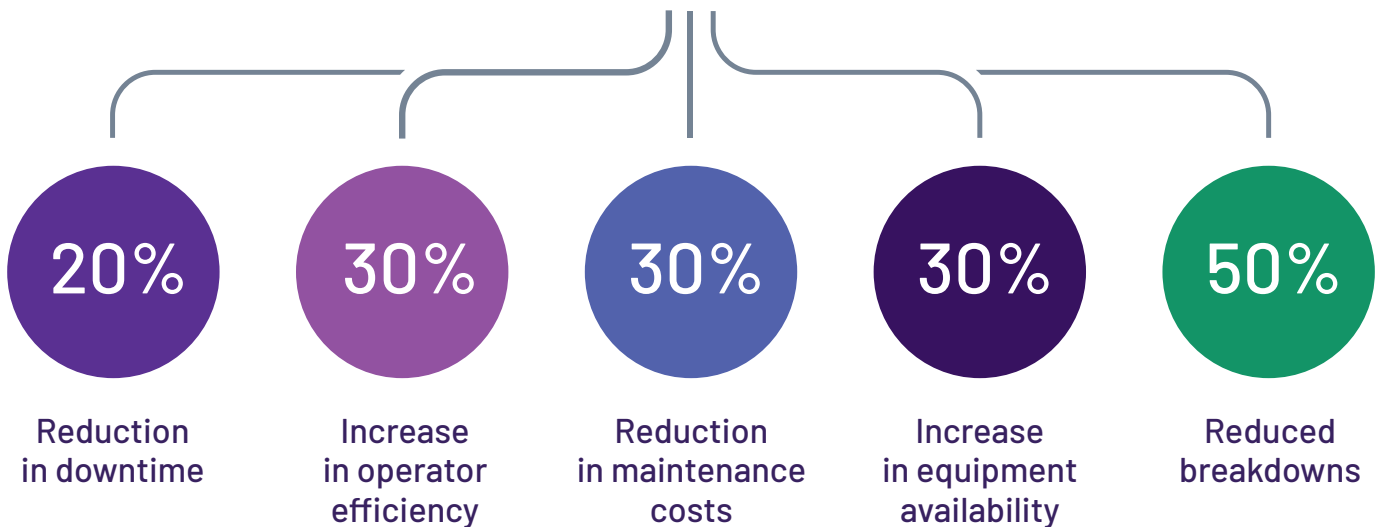 20%
Reduction
in downtime
30%
Increase
in operator
efficiency
30%
Reduction
in maintenance
costs
30%
Increase
in equipment
availability
50%
Reduced
breakdowns